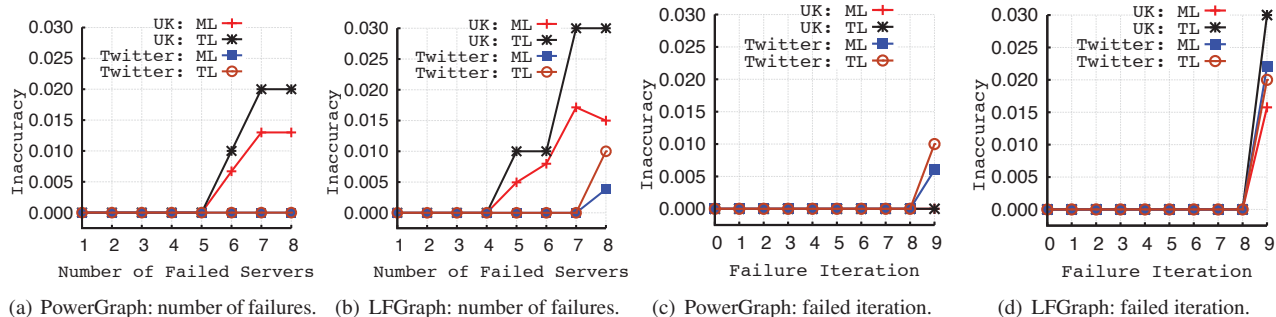 UK: ML
UK: TL
Twitter: ML
Twitter: TL
0.030
0.025
0.020
0.015
0.010
0.005
0.000
Inaccuracy
1 2 3 4 5 6 7 8
Number of Failed Servers
(a) PowerGraph: number of failures.
UK: ML
UK: TL
Twitter: ML
Twitter: TL
0.030
0.025
0.020
0.015
0.010
0.005
0.000
Inaccuracy
1 2 3 4 5 6 7 8
Number of Failed Servers
(b) LFGraph: number of failures.
UK: ML
UK: TL
Twitter: ML
Twitter: TL
0.030
0.025
0.020
0.015
0.010
0.005
0.000
Inaccuracy
0 1 2 3 4 5 6 7 8 9
Failure Iteration
(c) PowerGraph: failed iteration.
UK: ML
UK: TL
Twitter: ML
Twitter: TL
0.030
0.025
0.020
0.015
0.010
0.005
0.000
Inaccuracy
0 1 2 3 4 5 6 7 8 9
Failure Iteration
(d) LFGraph: failed iteration.